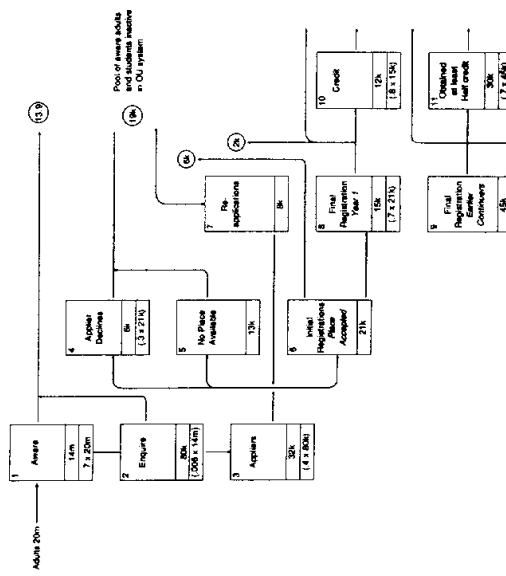 Adults 20m
1
Aware
14m
.7 x 20m
13.9
2
Enquire
80k
(.006 x 14m)
3
Appliers
32k
(.4 x 80k)
4
Applier
Declines
6k
(.3 x 21k)
5
No Place
Available
13k
6
Initial
Registrations
Place
Accepted
21k
19k
Pool of aware adults
and students inactive
in OU system
7
Re-
applications
8k
6k
2k
8
Final
Registration
Year 1
15k
(.7 x 21k)
9
Final
Registration
Earlier
Continuers
45k
10
Credit
12k
(.8 x 15k)
11
Obtained
at least
Half credit
30k
(.7 x 45k)